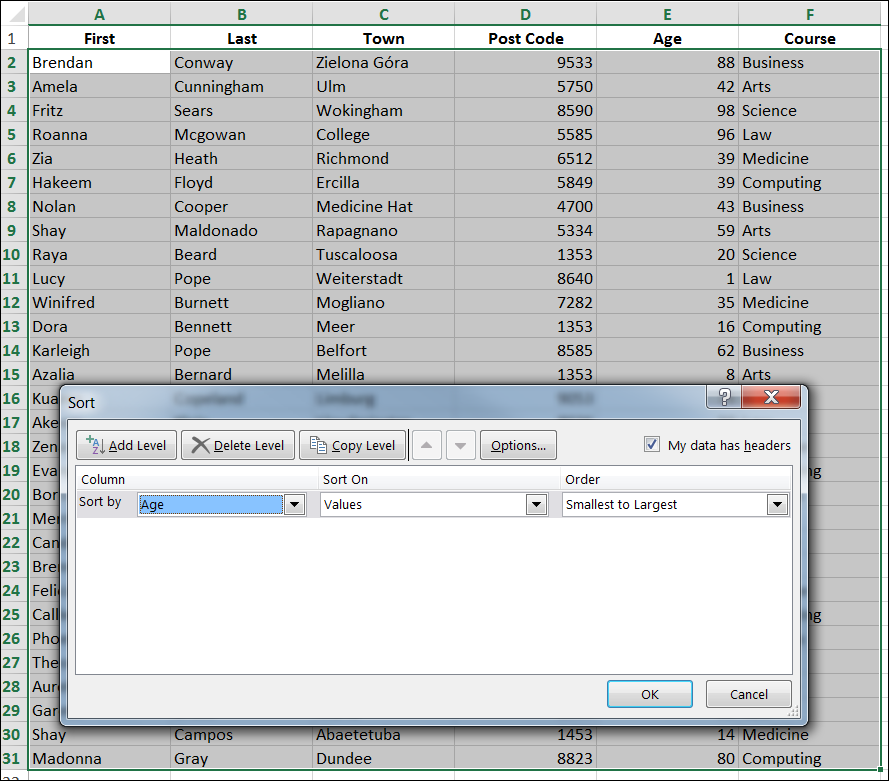 A B C D E F
1 First Last Town Post Code Age Course
2 Brendan Conway Zielona Góra 9533 88 Business
3 Amela Cunningham Ulm 5750 42 Arts
4 Fritz Sears Wokingham 8590 98 Science
5 Roanna Mcgowan College 5585 96 Law
6 Zia Heath Richmond 6512 39 Medicine
7 Hakeem Floyd Ercilla 5849 39 Computing
8 Nolan Cooper Medicine Hat 4700 43 Business
9 Shay Maldonado Rapagnano 5334 59 Arts
10 Raya Beard Tuscaloosa 1353 20 Science
11 Lucy Pope Weiterstadt 8640 1 Law
12 Winifred Burnett Mogliano 7282 35 Medicine
13 Dora Bennett Meer 1353 16 Computing
14 Karleigh Pope Belfort 8585 62 Business
15 Azalia Bernard Melilla 1353 8 Arts
16 Kua
17 Ake
18 Zen
19 Eva
20 Bor
21 Mer
22 Can
23 Bre
24 Feli
25 Call
26 Pho
27 The
28 Aur
29 Gar
Sort
?
Add Level Delete Level Copy Level Options... My data has headers
Column Sort On Order
Sort by Age Values Smallest to Largest
OK Cancel
30 Shay Campos Abaetetuba 1453 14 Medicine
31 Madonna Gray Dundee 8823 80 Computing